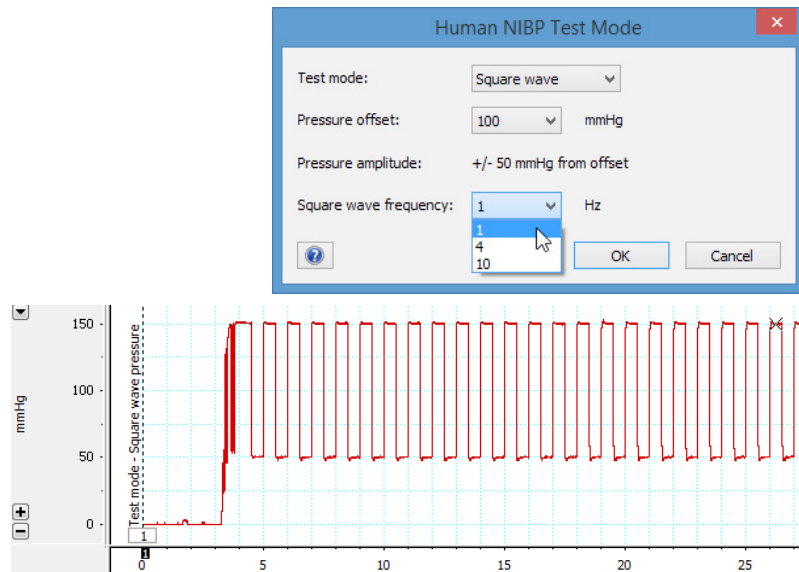 Human NIBP Test Mode
Test mode: Square wave
Pressure offset: 100 mmHg
Pressure amplitude: +/- 50 mmHg from offset
Square wave frequency: 1 Hz
1
4
10
OK Cancel
150
100
50
0
mmHg
Test mode - Square wave pressure
1
1
0 5 10 15 20 25